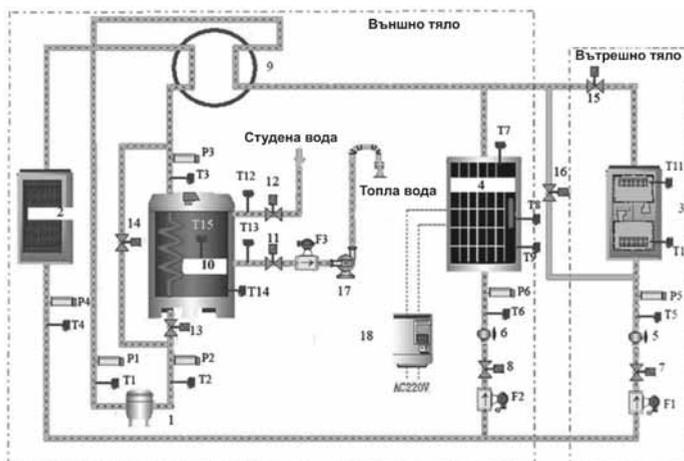 Външно тяло
9
Вътрешно тяло
15
Студена вода
P3
T3
T12
12
T7
Топла вода
16
T11
2
14
4
3
T15
T13
11
F3
T8
10
T9
T1
17
T14
P4
P6
P5
T4
13
T6
T5
18
6
5
P1
P2
8
7
T1
T2
1
AC220V
F2
F1